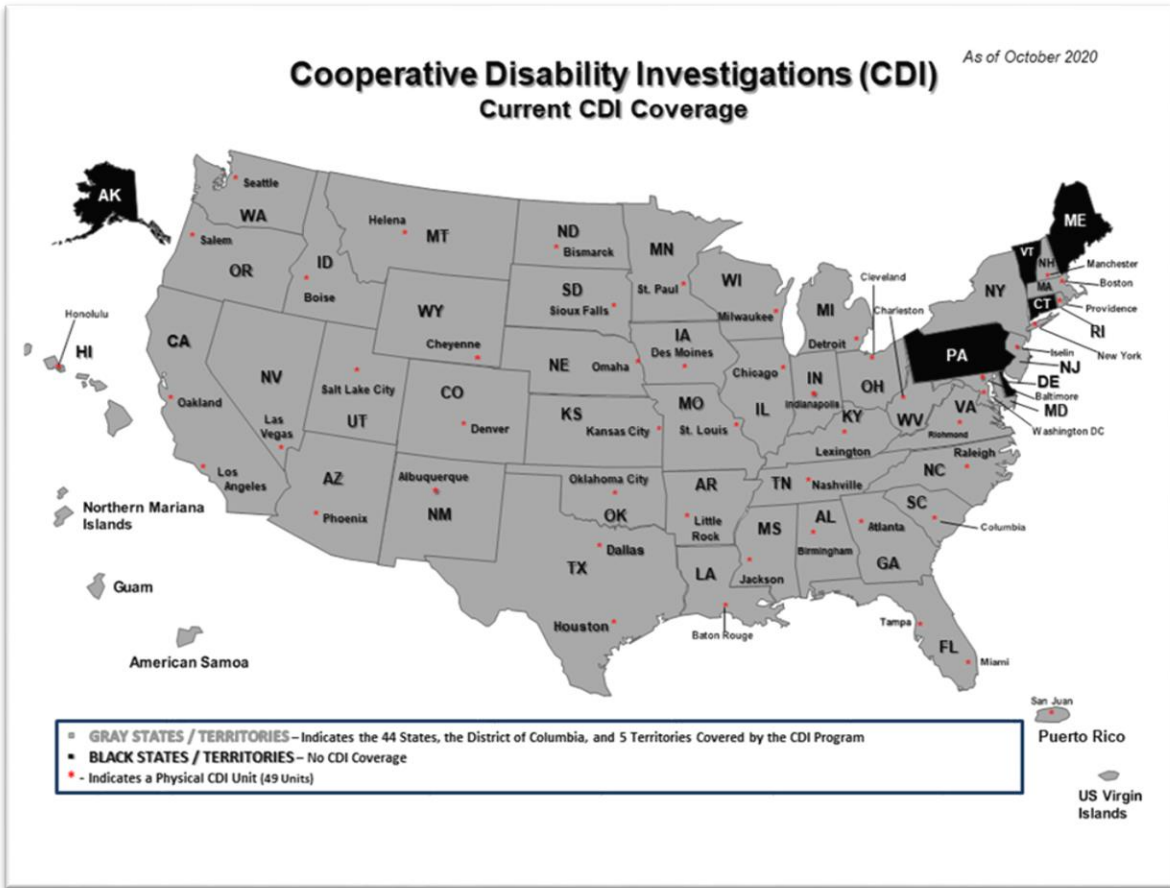 As of October 2020
Cooperative Disability Investigations (CDI)
Current CDI Coverage
AK
Seattle
WA
Salem
OR
Helena
MT
ID
Boise
ND
Bismarck
MN
St. Paul
SD
Sioux Falls
WI
Milwaukee
WY
Cheyenne
MI
Detroit
Cleveland
Charleston
NY
VT
NH
ME
MA
CT
Manchester
Boston
Providence
RI
New York
Iselin
NJ
DE
Baltimore
MD
Washington DC
PA
Honolulu
HI
CA
Oakland
Los
Angeles
NV
Las
Vegas
Salt Lake City
UT
CO
Denver
NE
Omaha
IA
Des Moines
Chicago
IL
IN
Indianapolis
OH
KS
Kansas City
MO
St. Louis
KY
Lexington
WV
VA
Richmond
Raleigh
NC
AZ
Phoenix
Albuquerque
NM
Oklahoma City
OK
AR
Little
Rock
TN
Nashville
SC
Columbia
MS
Jackson
AL
Birmingham
Atlanta
GA
TX
Dallas
Houston
LA
Baton Rouge
Tampa
FL
Miami
Northern Mariana
Islands
Guam
American Samoa
San Juan
Puerto Rico
US Virgin
Islands
GRAY STATES / TERRITORIES – Indicates the 44 States, the District of Columbia, and 5 Territories Covered by the CDI Program
BLACK STATES / TERRITORIES – No CDI Coverage
* - Indicates a Physical CDI Unit (49 Units)